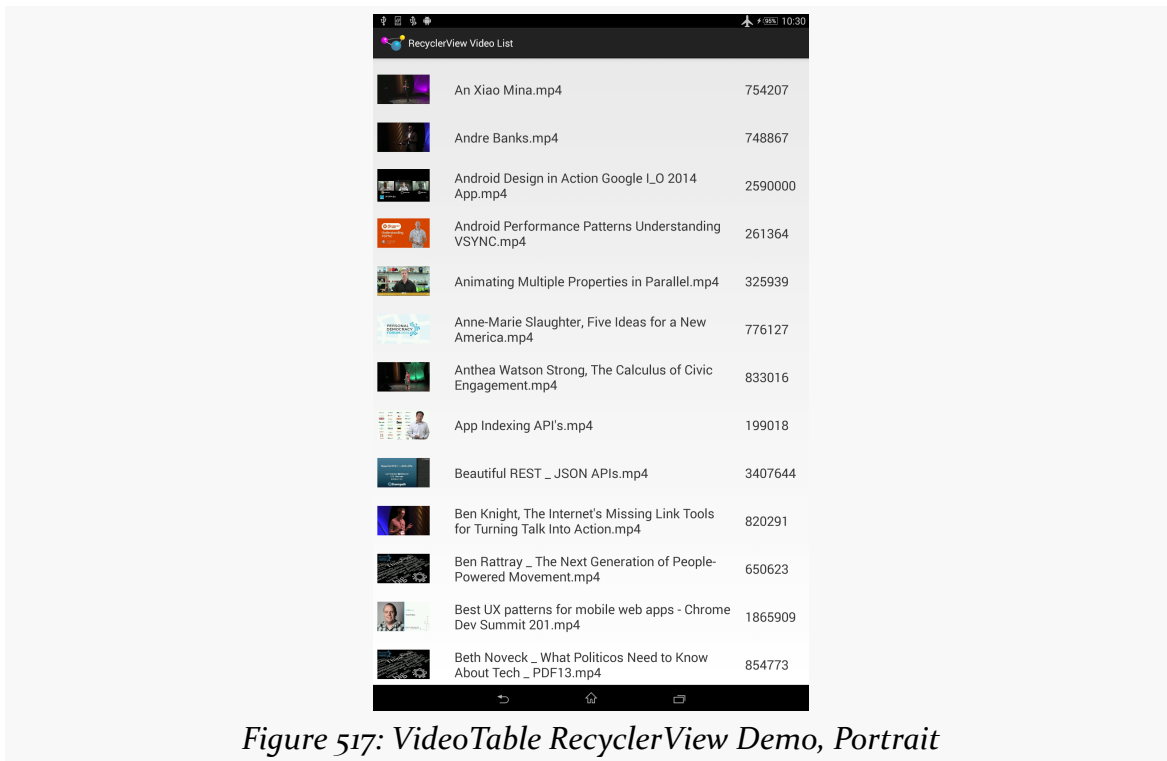 95% 10:30
RecyclerView Video List
An Xiao Mina.mp4 754207
Andre Banks.mp4 748867
Android Design in Action Google I_O 2014
App.mp4
2590000
Android Performance Patterns Understanding
VSYNC.mp4
261364
Animating Multiple Properties in Parallel.mp4 325939
PERSONAL
DEMOCRACY
Anne-Marie Slaughter, Five Ideas for a New
America.mp4
776127
Anthea Watson Strong, The Calculus of Civic
Engagement.mp4
833016
App Indexing API's.mp4 199018
Beautiful REST _ JSON APIs.mp4 3407644
Ben Knight, The Internet's Missing Link Tools
for Turning Talk Into Action.mp4
820291
Ben Rattray _ The Next Generation of People-
Powered Movement.mp4
650623
Best UX patterns for mobile web apps - Chrome
Dev Summit 201.mp4
1865909
Beth Noveck _ What Politicos Need to Know
About Tech _ PDF13.mp4
854773
Figure 517: VideoTable RecyclerView Demo, Portrait